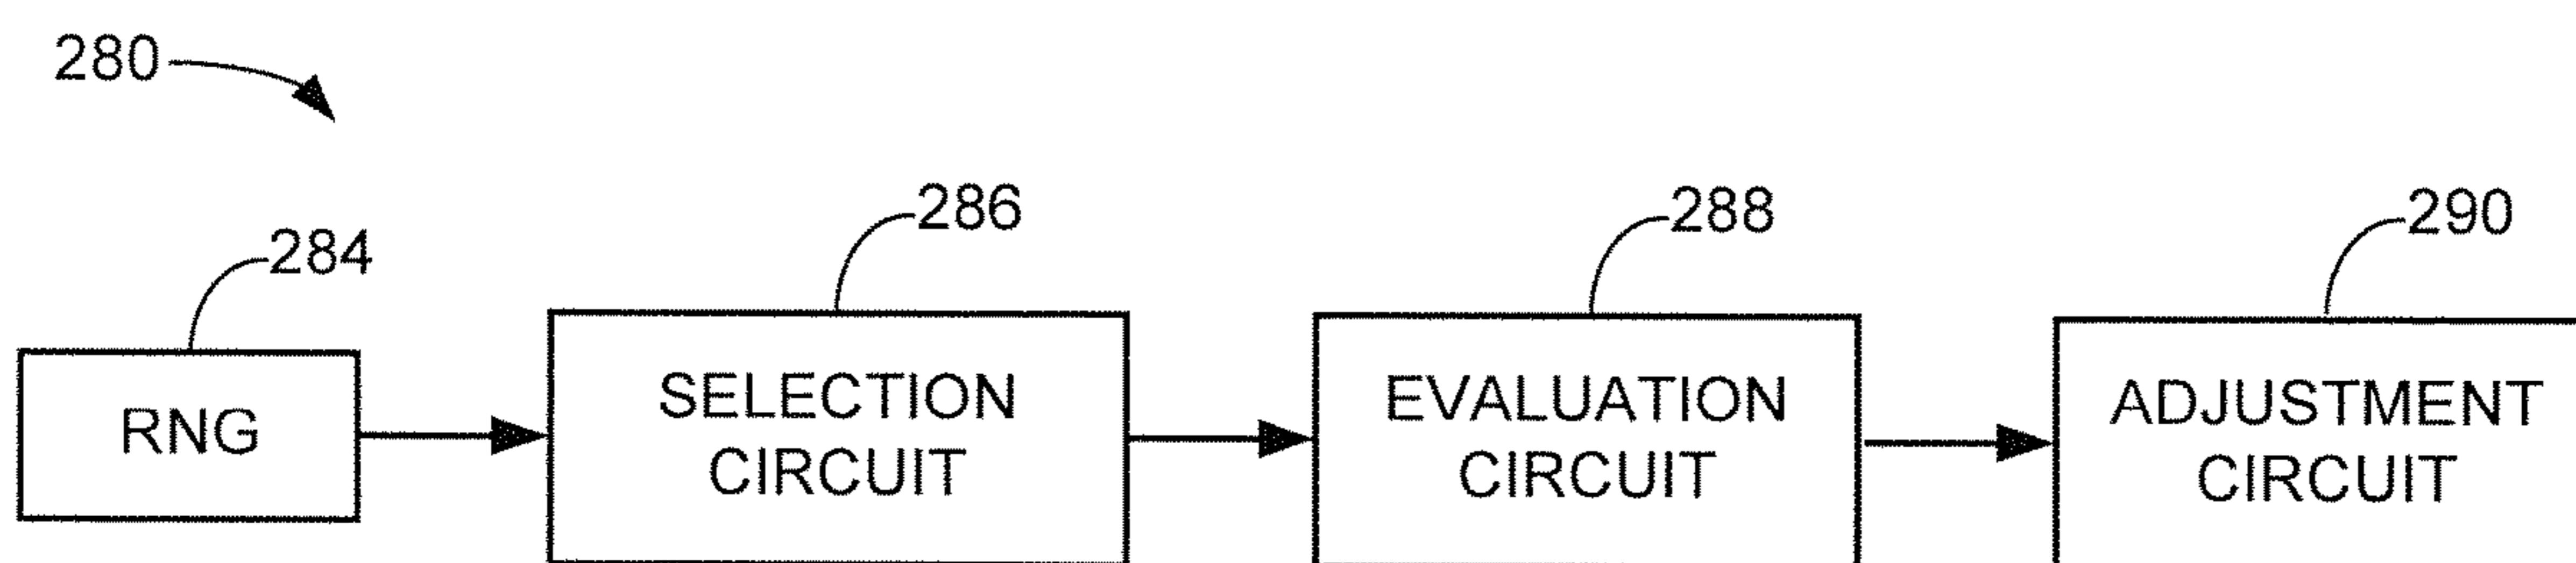 280
284
286
288
290
RNG
SELECTION
CIRCUIT
EVALUATION
CIRCUIT
ADJUSTMENT
CIRCUIT